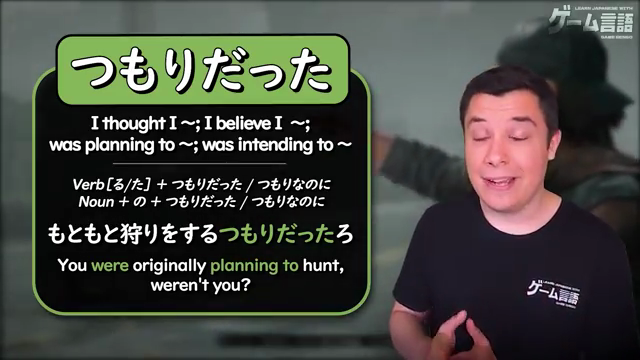 つもりだった
I thought I ~; I believe I ~;
was planning to ~; was intending to ~
Verb[る/た] + つもりだった / つもりなのに
Noun + の + つもりだった / つもりなのに
もともと狩りをするつもりだったろ
You were originally planning to hunt,
weren't you?
LEARN JAPANESE WITH
ゲーム言語
ゲーム言語